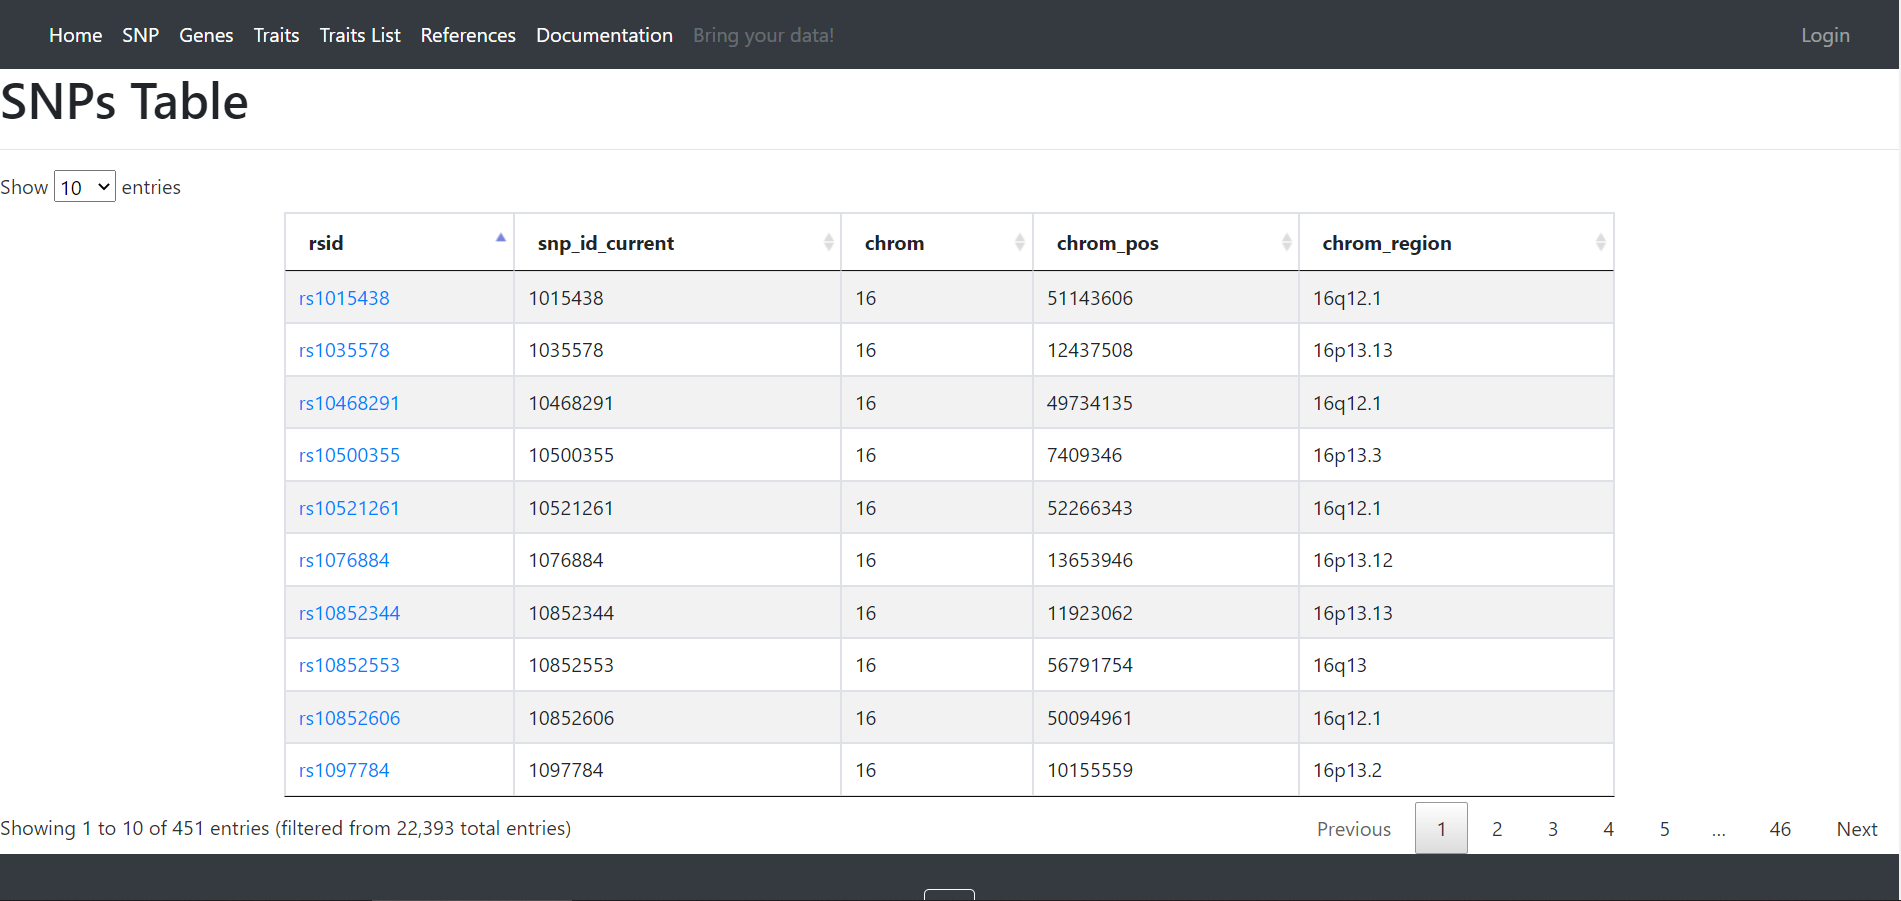 Home SNP Genes Traits Traits List References Documentation Bring your data! Login
SNPs Table
Show 10 entries
rsid snp_id_current chrom chrom_pos chrom_region
rs1015438 1015438 16 51143606 16q12.1
rs1035578 1035578 16 12437508 16p13.13
rs10468291 10468291 16 49734135 16q12.1
rs10500355 10500355 16 7409346 16p13.3
rs10521261 10521261 16 52266343 16q12.1
rs1076884 1076884 16 13653946 16p13.12
rs10852344 10852344 16 11923062 16p13.13
rs10852553 10852553 16 56791754 16q13
rs10852606 10852606 16 50094961 16q12.1
rs1097784 1097784 16 10155559 16p13.2
Showing 1 to 10 of 451 entries (filtered from 22,393 total entries) Previous 1 2 3 4 5 ... 46 Next